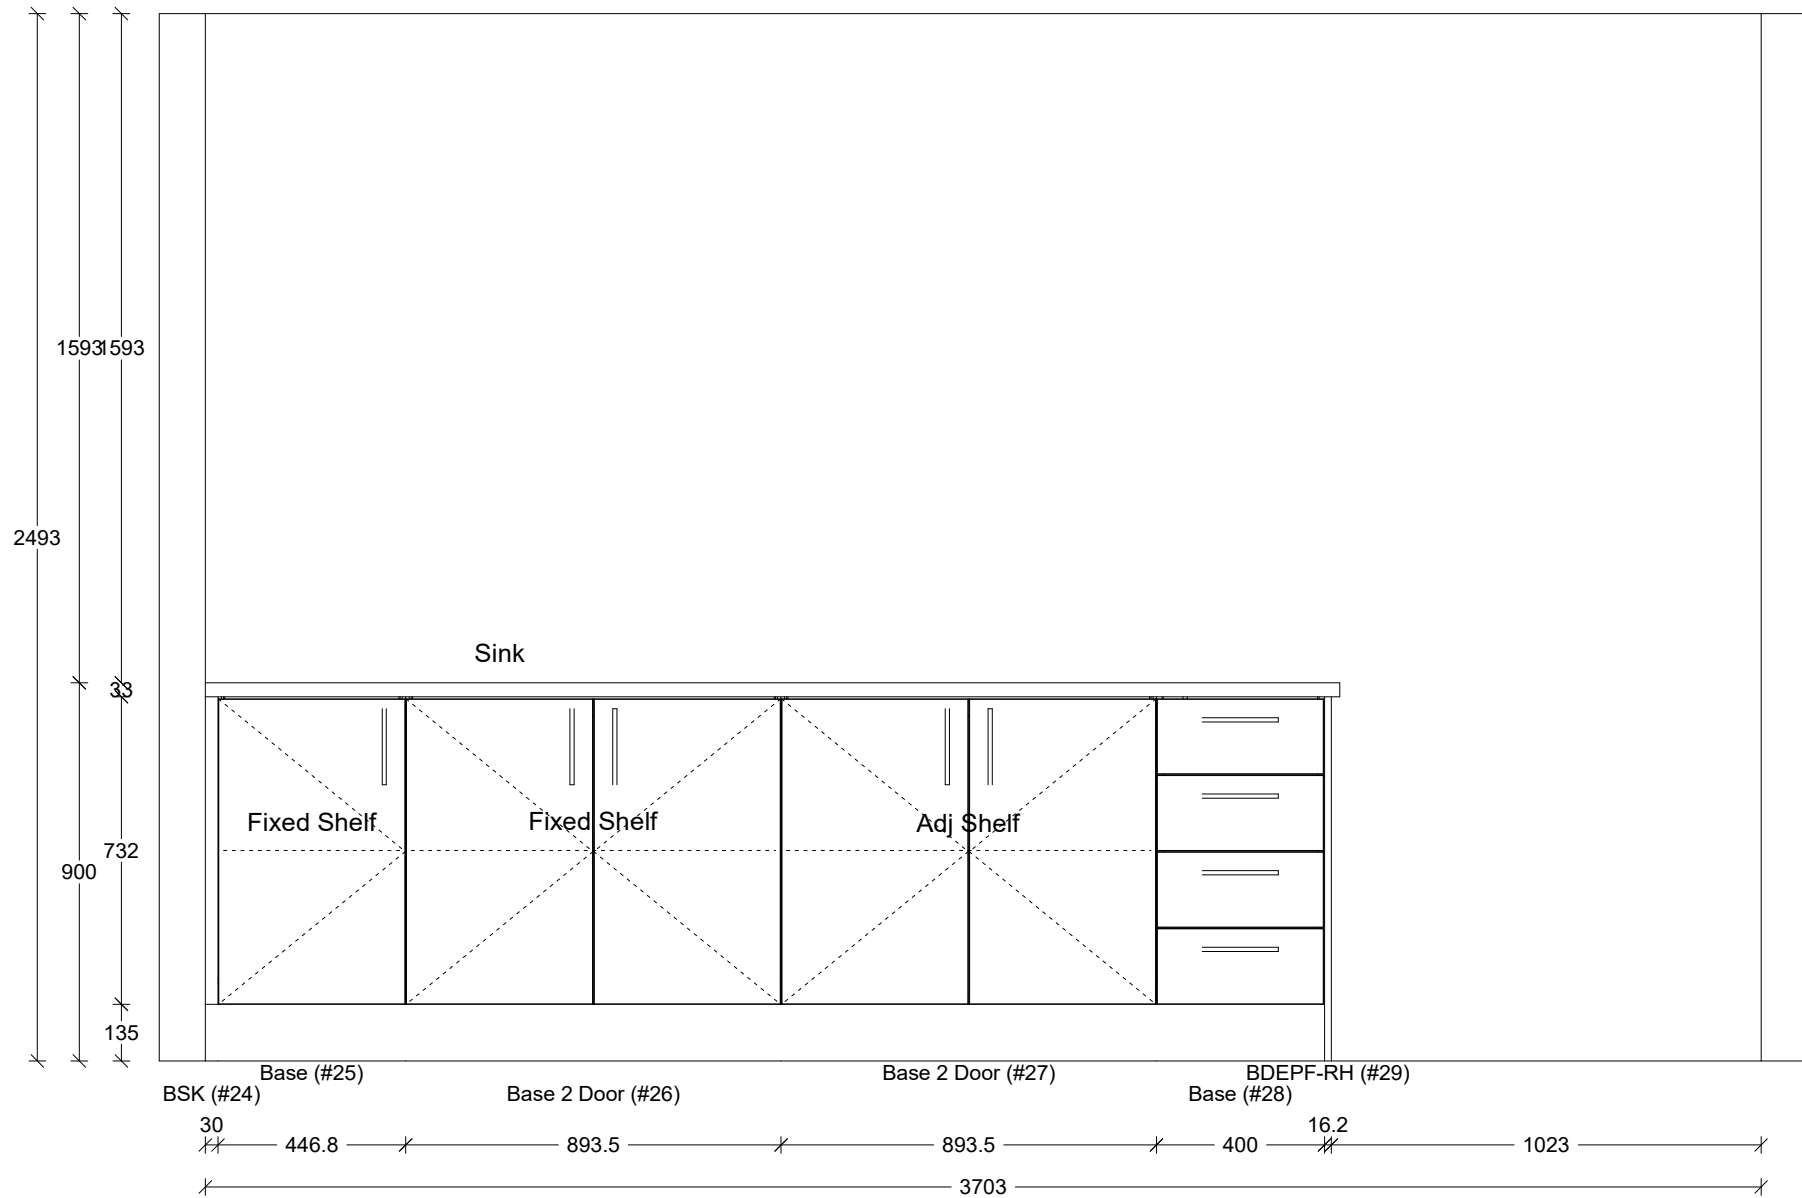 1593
1593
2493
Sink
33
Fixed Shelf
Fixed Shelf
Adj Shelf
732
900
135
Base (#25)
Base 2 Door (#27)
BDEPF-RH (#29)
BSK (#24)
Base 2 Door (#26)
Base (#28)
30
16.2
446.8
893.5
893.5
400
1023
3703